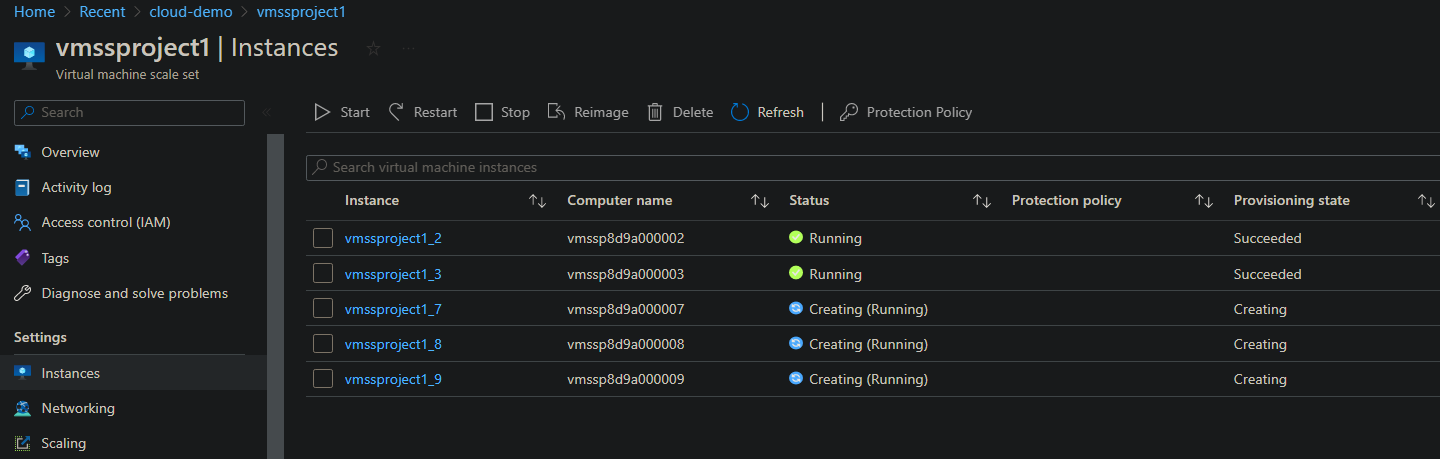 Home > Recent > cloud-demo > vmssproject1
vmssproject1 | Instances
Virtual machine scale set
Search
Start Restart Stop Reimage Delete Refresh | Protection Policy
Overview
Activity log
Access control (IAM)
Tags
Diagnose and solve problems
Settings
Instances
Networking
Scaling
Search virtual machine instances
Instance Computer name Status Protection policy Provisioning state
vmssproject1_2 vmssp8d9a000002 Running Succeeded
vmssproject1_3 vmssp8d9a000003 Running Succeeded
vmssproject1_7 vmssp8d9a000007 Creating (Running) Creating
vmssproject1_8 vmssp8d9a000008 Creating (Running) Creating
vmssproject1_9 vmssp8d9a000009 Creating (Running) Creating